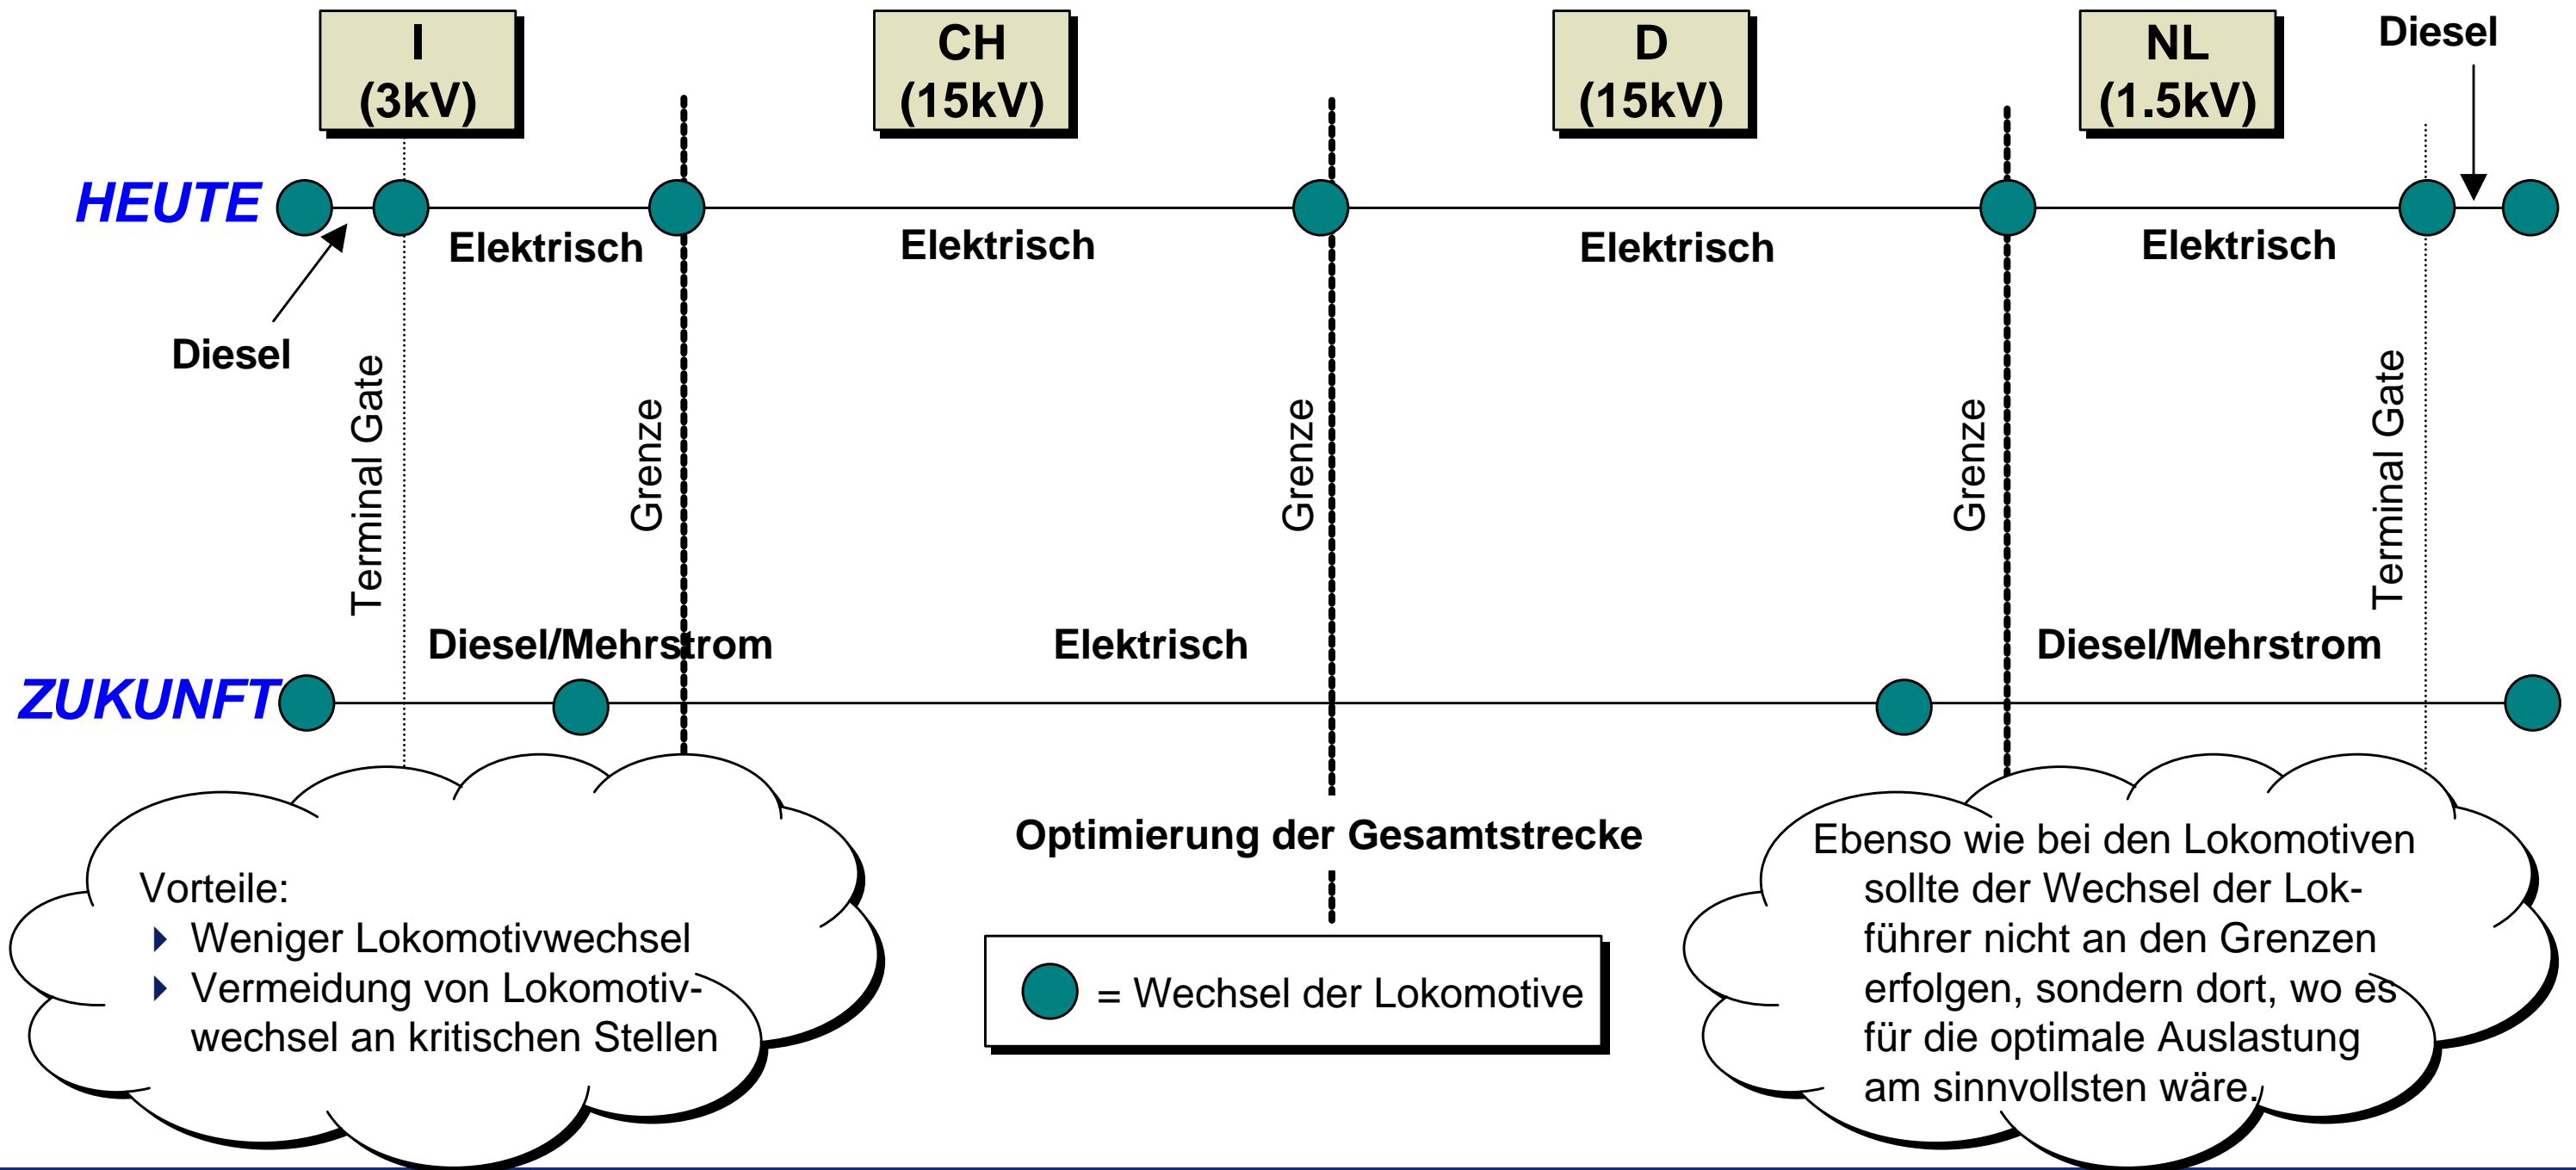 I
(3kV)
CH
(15kV)
D
(15kV)
NL
(1.5kV)
Diesel
HEUTE
Elektrisch
Elektrisch
Elektrisch
Elektrisch
Diesel
Terminal Gate
Grenze
Grenze
Grenze
Terminal Gate
Diesel/Mehrstrom
Elektrisch
Diesel/Mehrstrom
ZUKUNFT
Vorteile:
Weniger Lokomotivwechsel
Vermeidung von Lokomotiv-
wechsel an kritischen Stellen
Optimierung der Gesamtstrecke
= Wechsel der Lokomotive
Ebenso wie bei den Lokomotiven
sollte der Wechsel der Lok-
führer nicht an den Grenzen
erfolgen, sondern dort, wo es
für die optimale Auslastung
am sinnvollsten wäre.